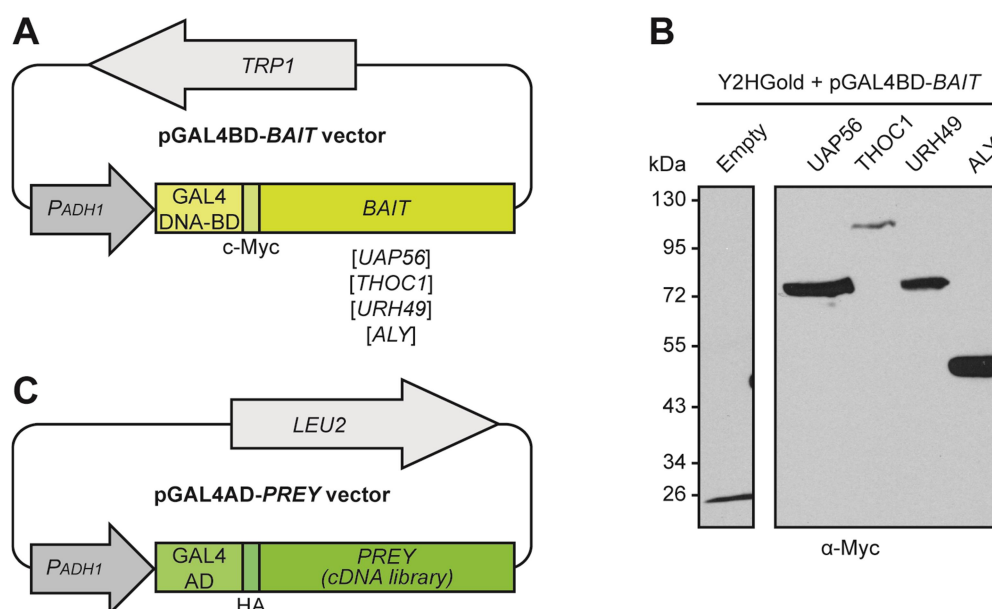 A
TRP1
pGAL4BD-BAIT vector
PADH1
GAL4
DNA-BD
BAIT
c-Myc
[UAP56]
[THOC1]
[URH49]
[ALY]
B
Y2HGold + pGAL4BD-BAIT
kDa
Empty
UAP56
THOC1
URH49
ALY
130
95
72
55
43
34
26
α-Myc
C
LEU2
pGAL4AD-PREY vector
PADH1
GAL4
AD
PREY
(cDNA library)
HA